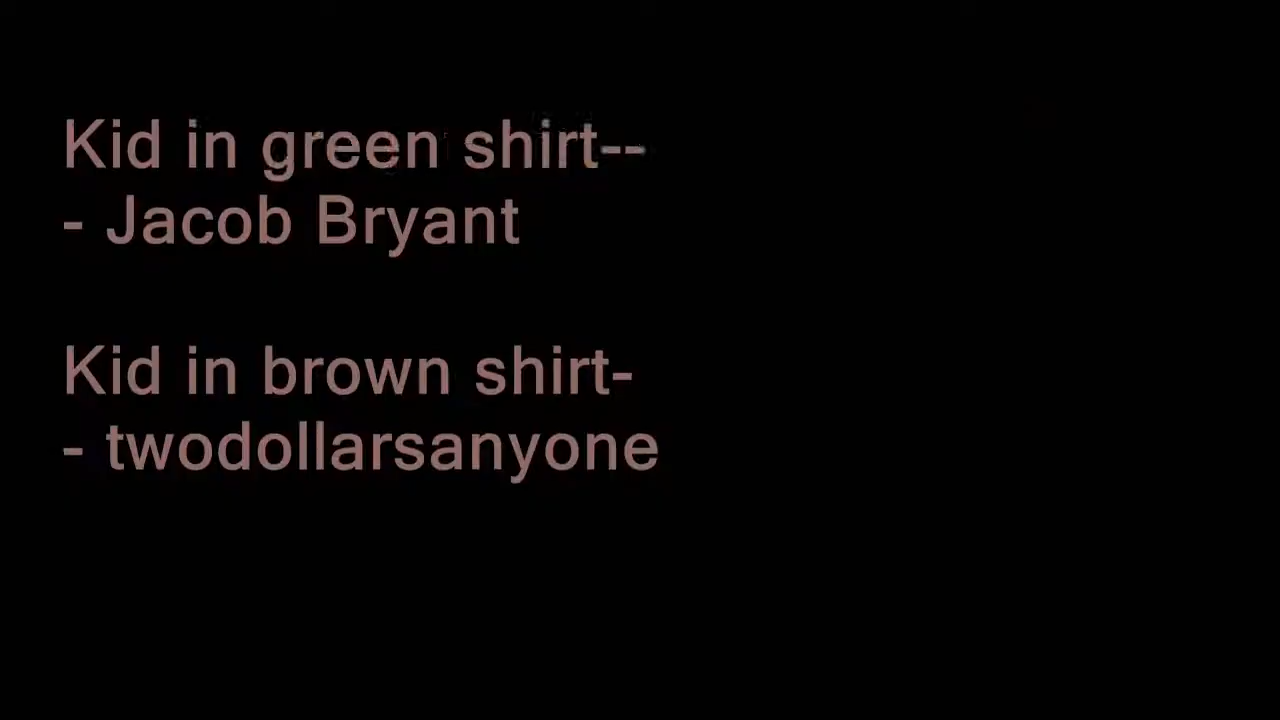 Kid in green shirt--
- Jacob Bryant
Kid in brown shirt-
- twodollarsanyone